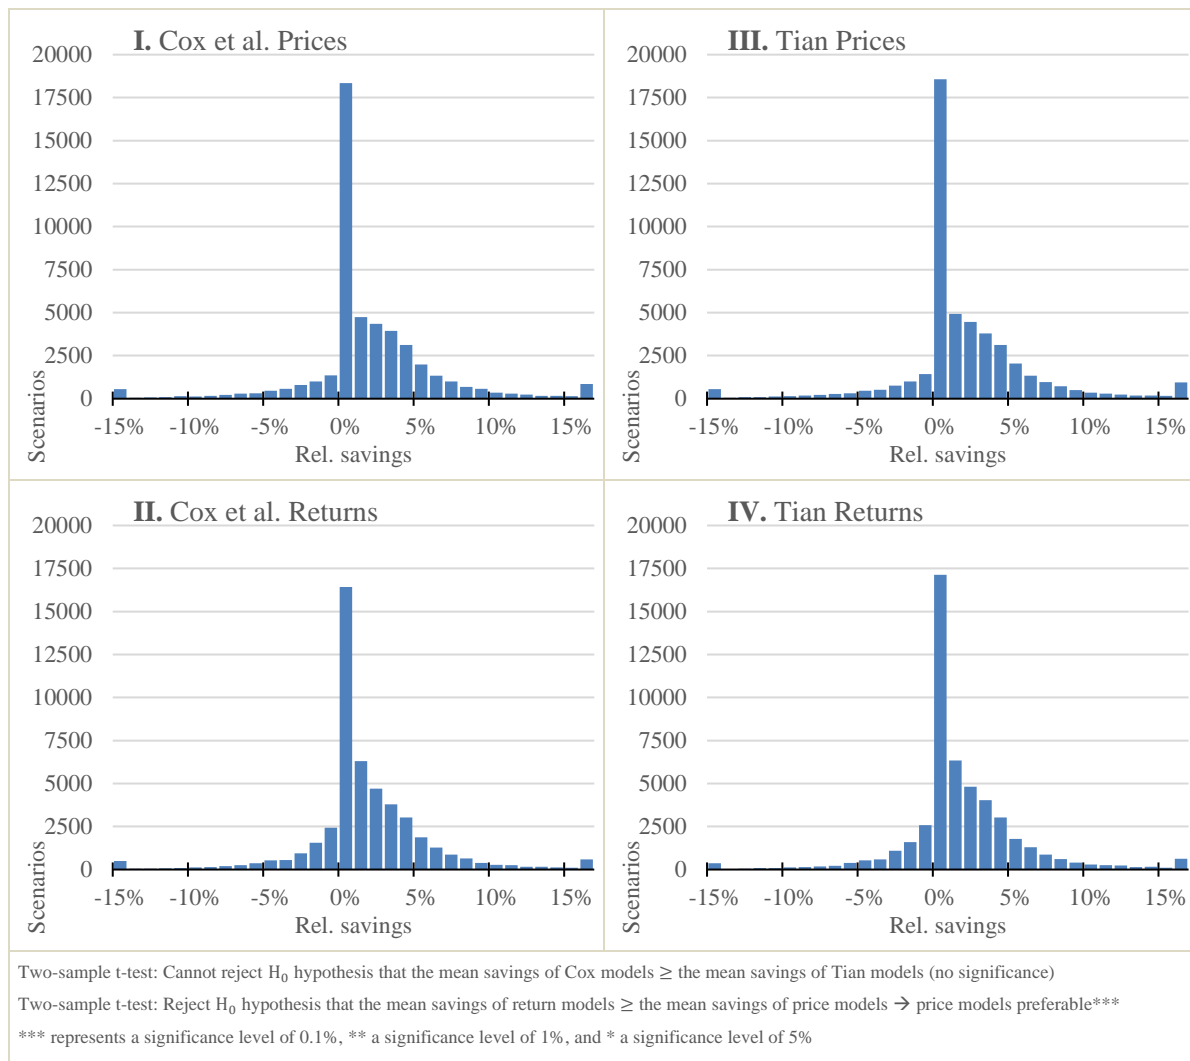 I. Cox et al. Prices
20000
17500
15000
12500
10000
7500
5000
2500
0
Scenarios
-15% -10% -5% 0% 5% 10% 15%
Rel. savings
III. Tian Prices
20000
17500
15000
12500
10000
7500
5000
2500
0
Scenarios
-15% -10% -5% 0% 5% 10% 15%
Rel. savings
II. Cox et al. Returns
20000
17500
15000
12500
10000
7500
5000
2500
0
Scenarios
-15% -10% -5% 0% 5% 10% 15%
Rel. savings
IV. Tian Returns
20000
17500
15000
12500
10000
7500
5000
2500
0
Scenarios
-15% -10% -5% 0% 5% 10% 15%
Rel. savings
Two-sample t-test: Cannot reject H₀ hypothesis that the mean savings of Cox models ≥ the mean savings of Tian models (no significance)
Two-sample t-test: Reject H₀ hypothesis that the mean savings of return models ≥ the mean savings of price models → price models preferable***
*** represents a significance level of 0.1%, ** a significance level of 1%, and * a significance level of 5%